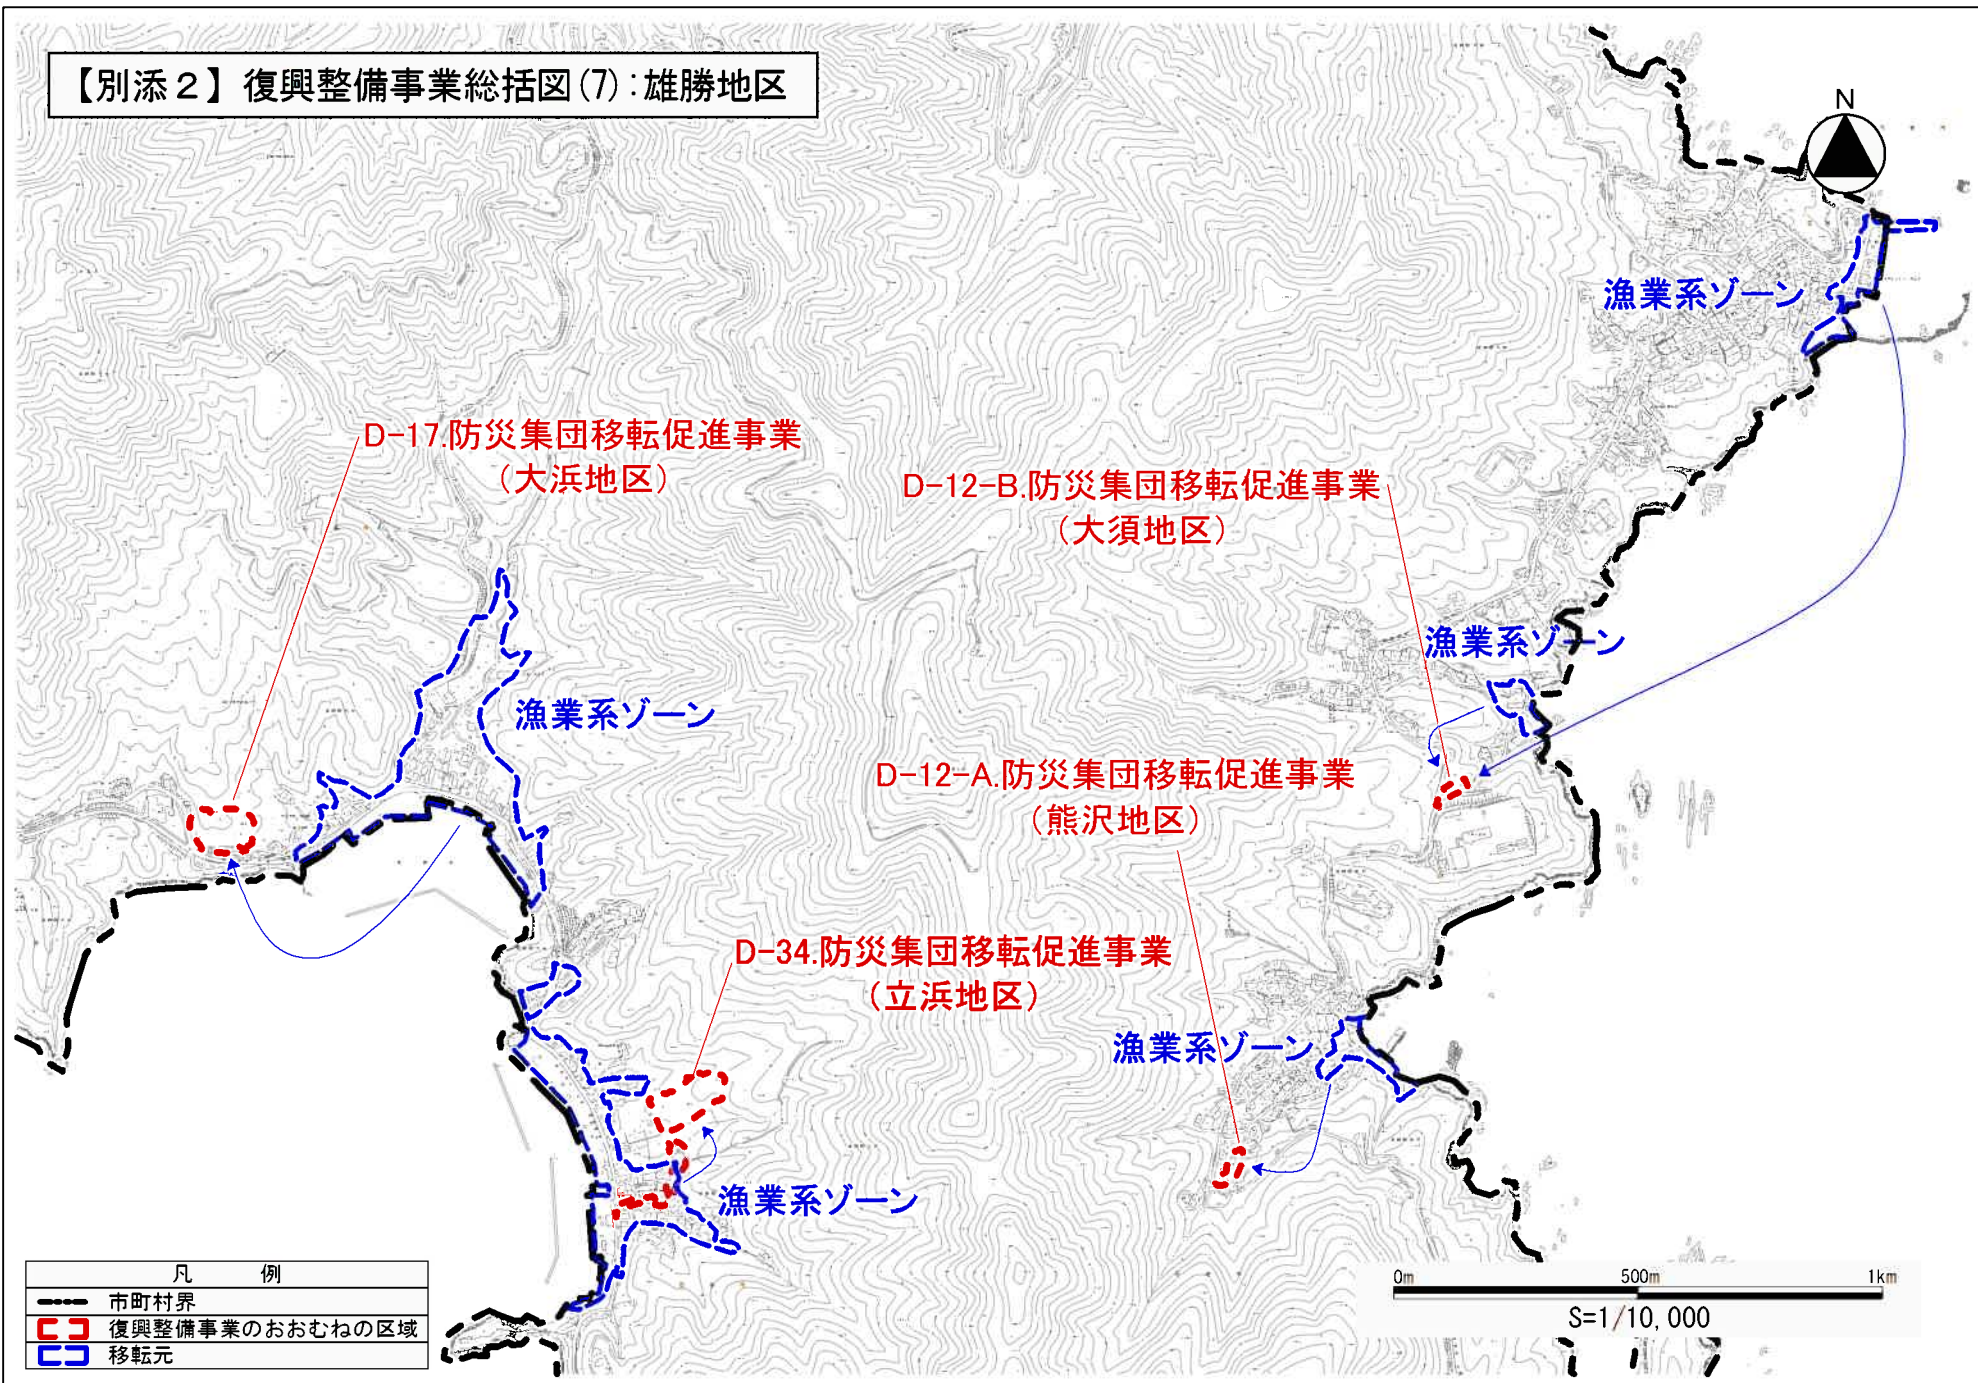 【別添２】復興整備事業総括図(7):雄勝地区
N
漁業系ゾーン
D-17.防災集団移転促進事業
(大浜地区)
D-12-B.防災集団移転促進事業
(大須地区)
漁業系ゾーン
漁業系ゾーン
D-12-A.防災集団移転促進事業
(熊沢地区)
D-34.防災集団移転促進事業
(立浜地区)
漁業系ゾーン
漁業系ゾーン
凡 例
市町村界
復興整備事業のおおむねの区域
移転元
0m 500m 1km
S=1/10,000